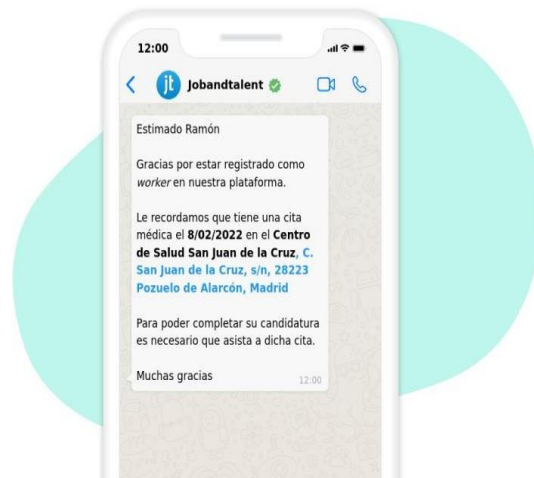 12:00
jt Jobandtalent
Estimado Ramón
Gracias por estar registrado como
worker en nuestra plataforma.
Le recordamos que tiene una cita
médica el 8/02/2022 en el Centro
de Salud San Juan de la Cruz, C.
San Juan de la Cruz, s/n, 28223
Pozuelo de Alarcón, Madrid
Para poder completar su candidatura
es necesario que asista a dicha cita.
Muchas gracias
12:00